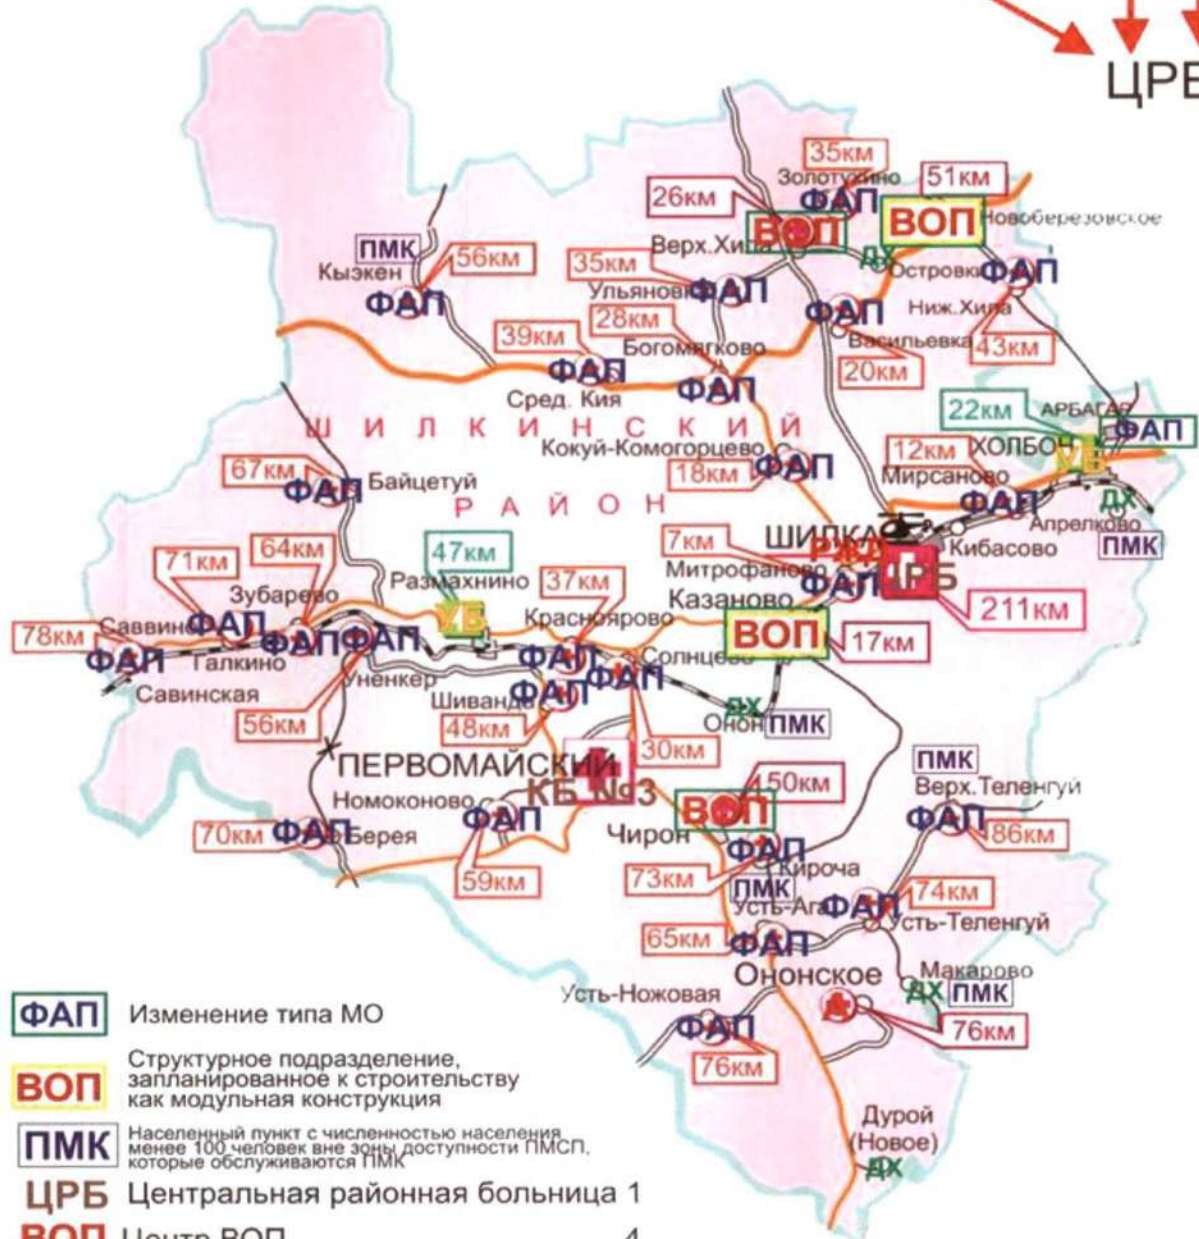 ЦРБ
35км
Золотухино
ФАП
51км
26км
ВОП
ВОП
Новоберезовское
Верх.Хила
ДХ
ПМК
Кыэкен
56км
ФАП
35км
Ульяновка
ФАП
Островки
ФАП
Ниж.Хила
43км
28км
Богомягково
ФАП
Васильевка
20км
39км
ФАП
Сред. Кия
ФАП
22км
АРБАГАР
ФАП
ШИЛКИНСКИЙ
Кокуй-Комогорцево
12км
ХОЛБОН
УБ
67км
ФАП
Байцетуй
18км
ФАП
Мирсаново
ФАП
ДХ
РАЙОН
Апрелково
ПМК
71км
64км
47км
7км
ШИЛКА
РЖД
Кибасово
Зубарево
Размахнино
37км
Митрофаново
ФАП
ЦРБ
Казаново
211км
78км
Саввино
ФАП
УБ
Красноярово
ВОП
17км
ФАП
ФАП
ФАП
ФАП
Солнцево
Галкино
Савинская
Уненкер
Шиванда
ФАП
ФАП
ДХ
Онон
ПМК
56км
48км
30км
ПЕРВОМАЙСКИЙ
КБ №3
ПМК
50км
Верх.Теленгуй
Номоконово
ВОП
70км
ФАП
Берея
ФАП
Чирон
ФАП
86км
59км
ФАП
Кироча
73км
ПМК
74км
Усть-Ага
ФАП
Усть-Теленгуй
65км
ФАП
Ононское
Макарово
ДХ
ПМК
Усть-Ножовая
ФАП
76км
76км
Дурой
(Новое)
ДХ
ФАП Изменение типа МО
ВОП Структурное подразделение,
запланированное к строительству
как модульная конструкция
ПМК Населенный пункт с численностью населения
менее 100 человек вне зоны доступности ПМСП,
которые обслуживаются ПМК
ЦРБ Центральная районная больница 1
ВОП Центр ВОП 4